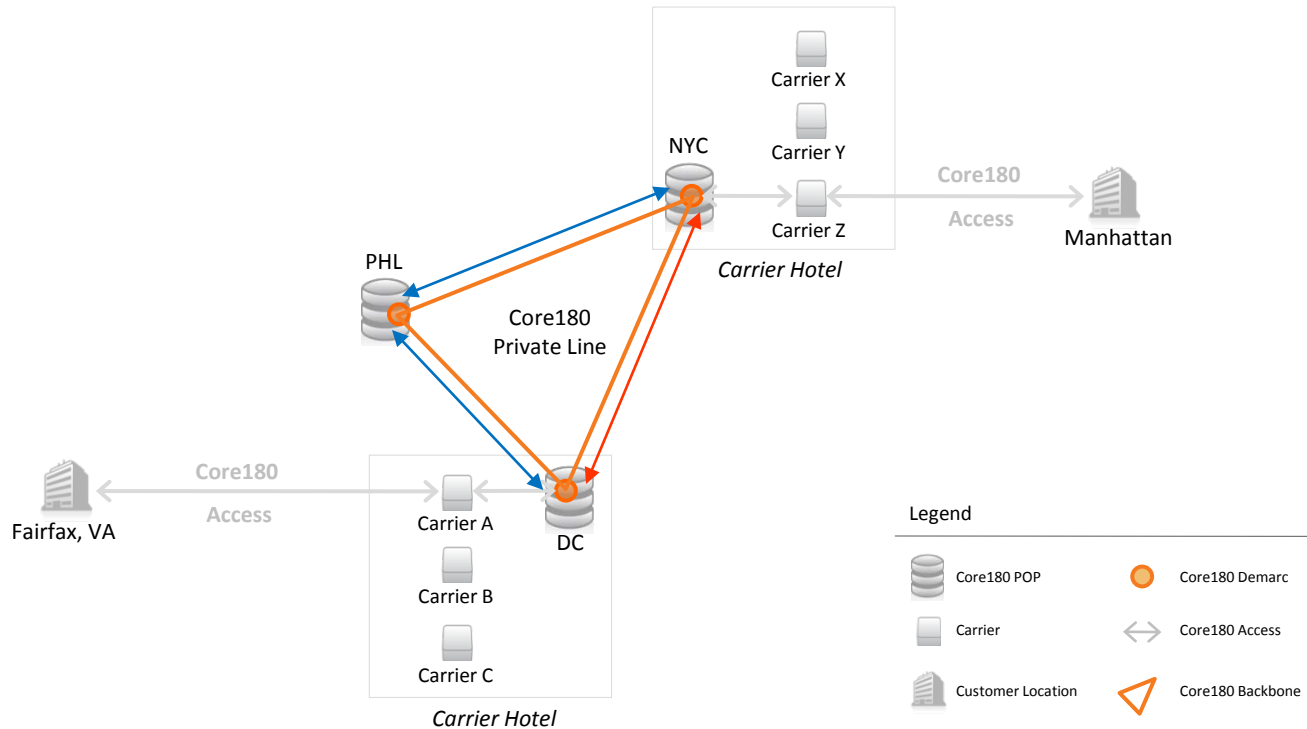 Carrier X
Carrier Y
NYC
Core180
Access
Carrier Z
Manhattan
Carrier Hotel
PHL
Core180
Private Line
Core180
Access
Fairfax, VA
Carrier A
DC
Carrier B
Carrier C
Carrier Hotel
Legend
Core180 POP
Core180 Demarc
Carrier
Core180 Access
Customer Location
Core180 Backbone